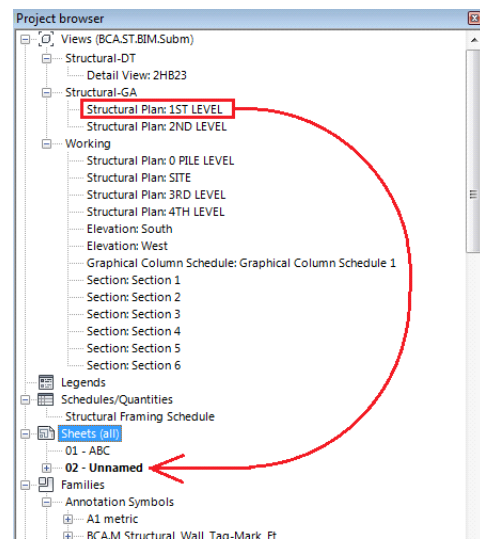 Project browser
Views (BCA.ST.BIM.Subm)
Structural-DT
Detail View: 2HB23
Structural-GA
Structural Plan: 1ST LEVEL
Structural Plan: 2ND LEVEL
Working
Structural Plan: 0 PILE LEVEL
Structural Plan: SITE
Structural Plan: 3RD LEVEL
Structural Plan: 4TH LEVEL
Elevation: South
Elevation: West
Graphical Column Schedule: Graphical Column Schedule 1
Section: Section 1
Section: Section 2
Section: Section 3
Section: Section 4
Section: Section 5
Section: Section 6
Legends
Schedules/Quantities
Structural Framing Schedule
Sheets (all)
01 - ABC
02 - Unnamed
Families
Annotation Symbols
A1 metric
BCA.M Structural_Wall_Tag-Mark_Ft